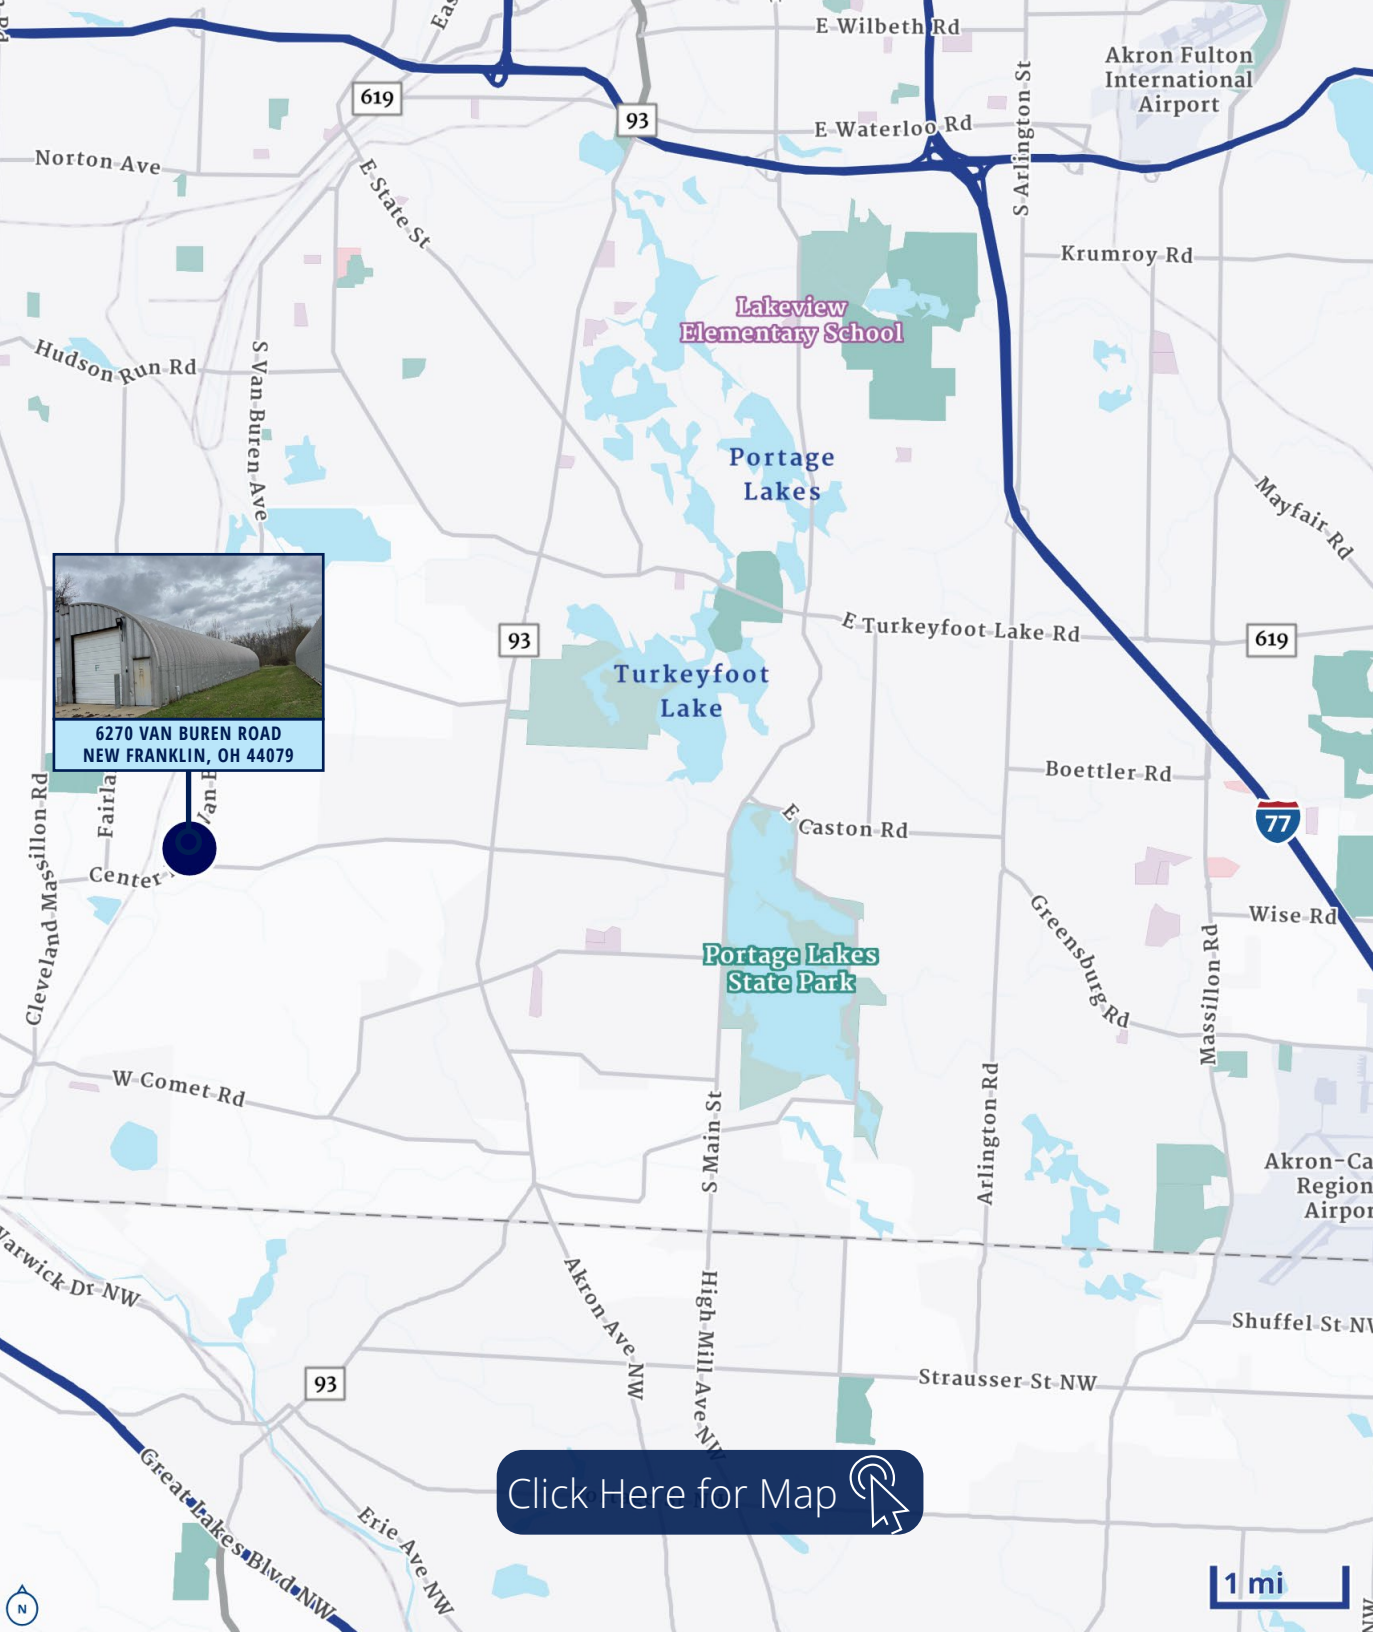 E Wilbeth Rd
Akron Fulton
International
Airport
619
93
E Waterloo Rd
S Arlington St
Norton Ave
E State St
Krumroy Rd
Lakeview
Elementary School
Hudson Run Rd
S Van Buren Ave
Portage
Lakes
Mayfair Rd
93
E Turkeyfoot Lake Rd
619
Turkeyfoot
Lake
6270 VAN BUREN ROAD
NEW FRANKLIN, OH 44079
Boettler Rd
Cleveland Massillon Rd
Fairla
E Caston Rd
77
Center
Greensburg Rd
Massillon Rd
Wise Rd
Portage Lakes
State Park
W Comet Rd
S Main St
Arlington Rd
Akron-Ca
Region
Airpor
Warwick Dr NW
Akron Ave NW
High Mill Ave NW
Shuffel St NW
93
Strausser St NW
Great Lakes Blvd NW
Erie Ave NW
Click Here for Map
1 mi
N